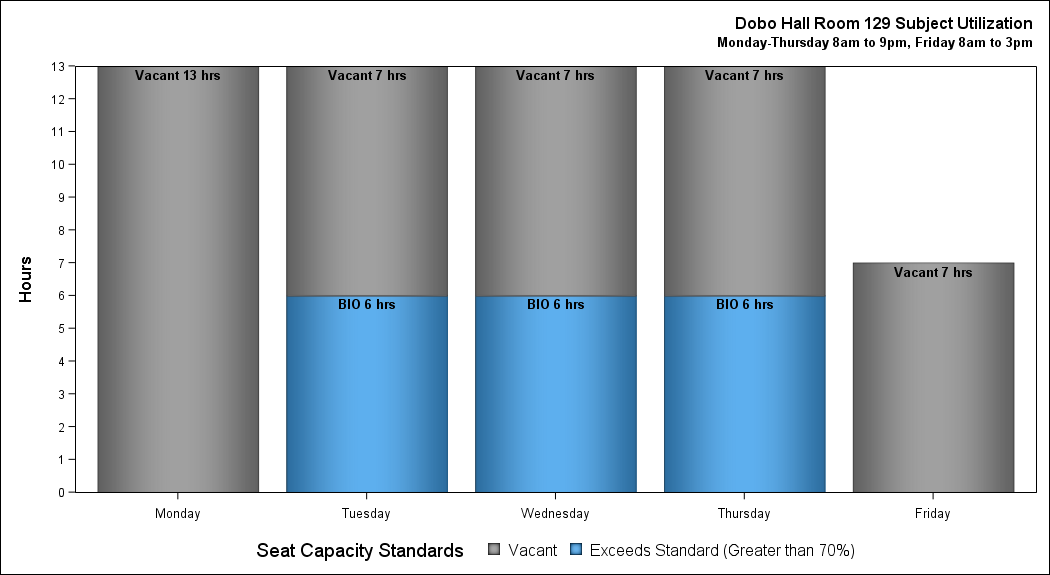 Dobo Hall Room 129 Subject Utilization
Monday-Thursday 8am to 9pm, Friday 8am to 3pm
Hours
13
12
11
10
9
8
7
6
5
4
3
2
1
0
Vacant 13 hrs
Vacant 7 hrs
Vacant 7 hrs
Vacant 7 hrs
Vacant 7 hrs
BIO 6 hrs
BIO 6 hrs
BIO 6 hrs
Monday
Tuesday
Wednesday
Thursday
Friday
Seat Capacity Standards Vacant Exceeds Standard (Greater than 70%)